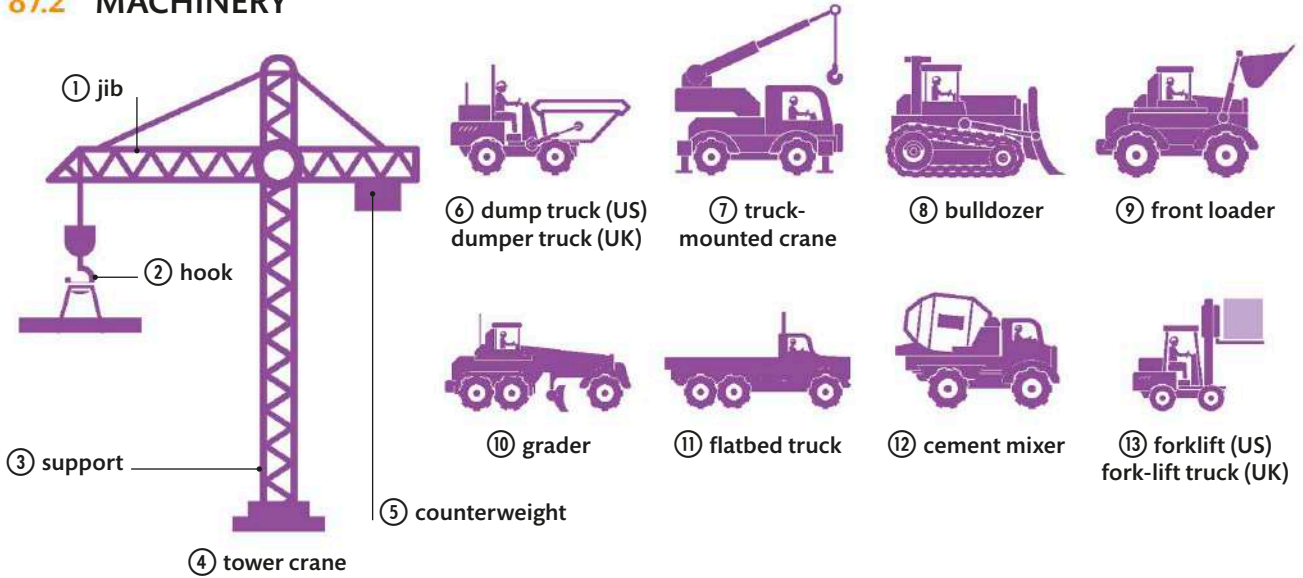 87.2 MACHINERY
① jib
② hook
③ support
④ tower crane
⑤ counterweight
⑥ dump truck (US)
dumper truck (UK)
⑦ truck-
mounted crane
⑧ bulldozer
⑨ front loader
⑩ grader
⑪ flatbed truck
⑫ cement mixer
⑬ forklift (US)
fork-lift truck (UK)